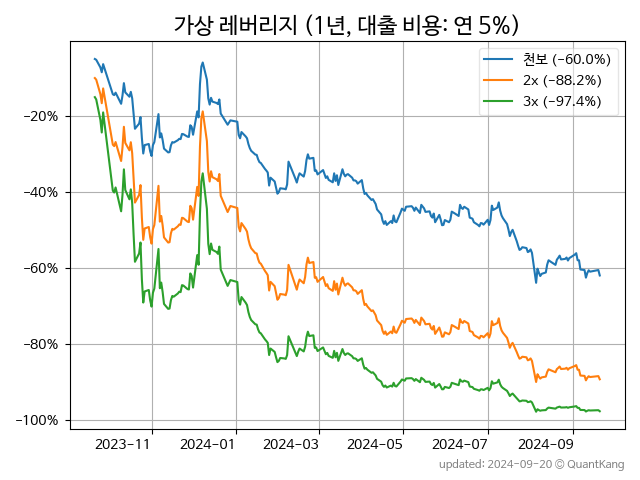 가상 레버리지 (1년, 대출 비용: 연 5%)
천보 (−60.0%)
2x (−88.2%)
3x (−97.4%)
−20%
−40%
−60%
−80%
−100%
2023−11 2024−01 2024−03 2024−05 2024−07 2024−09
updated: 2024−09−20 © QuantKang